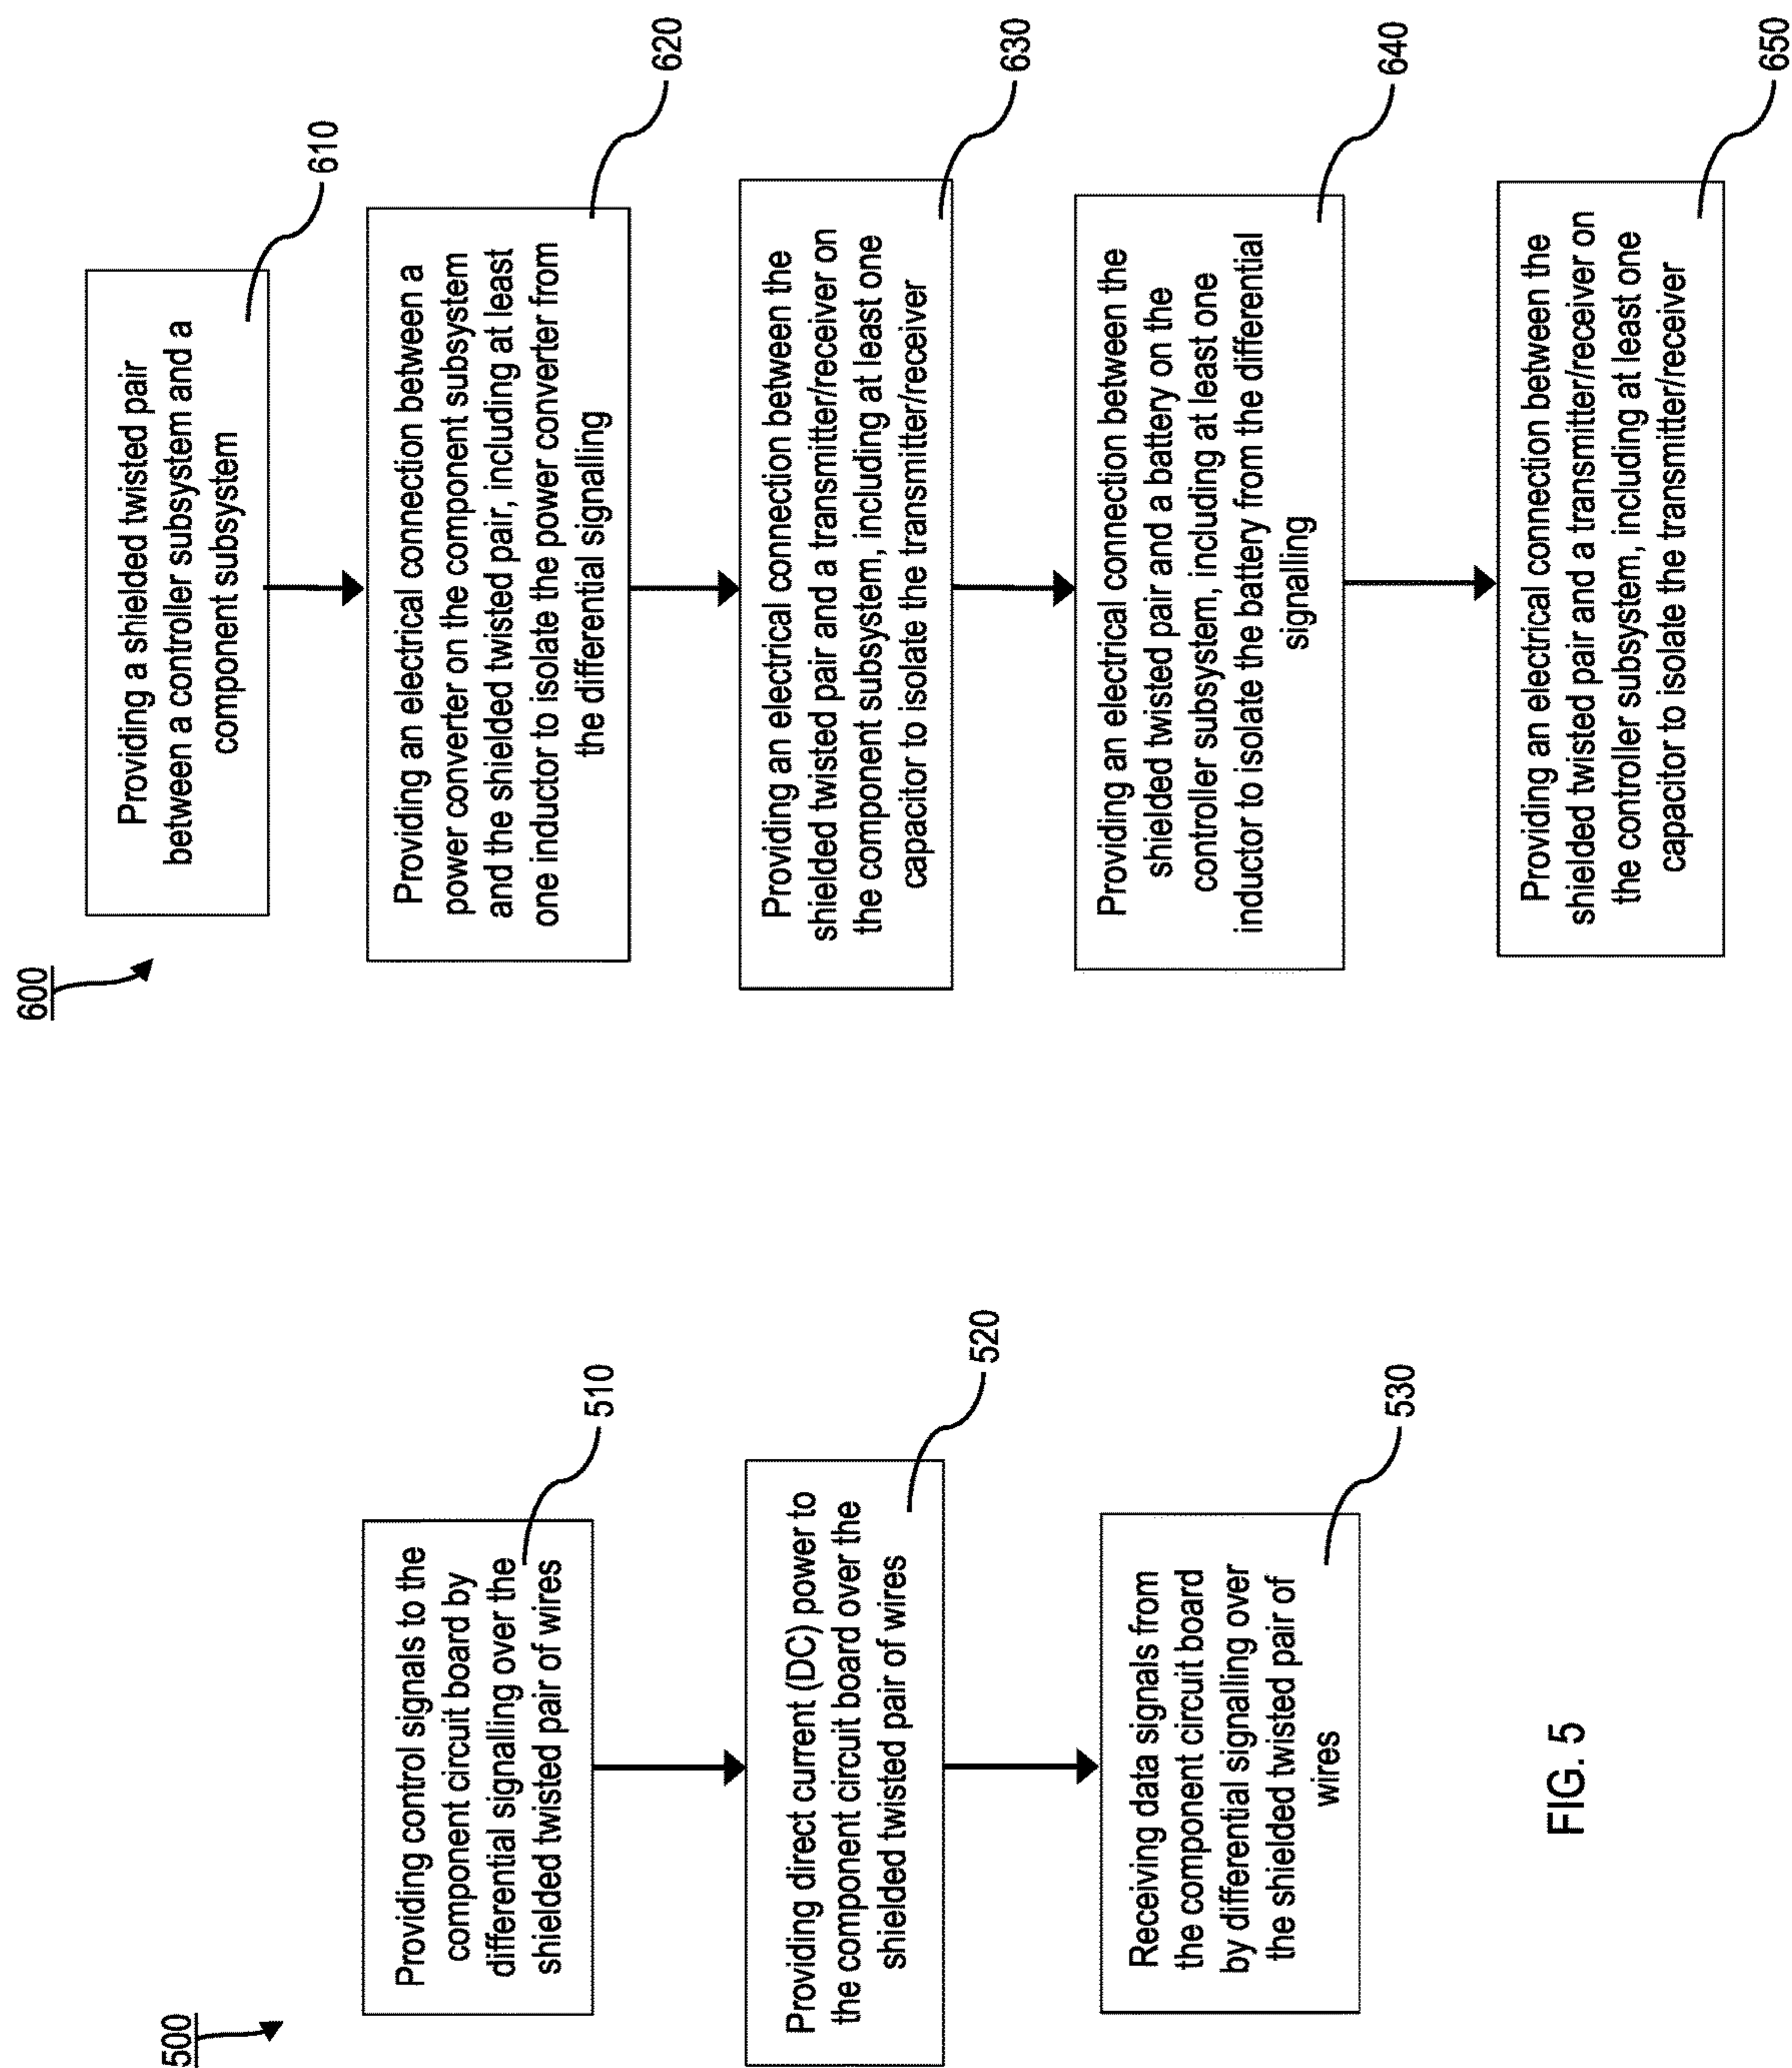 500
Providing control signals to the
component circuit board by
differential signalling over the
shielded twisted pair of wires
510
Providing direct current (DC) power to
the component circuit board over the
shielded twisted pair of wires
520
Receiving data signals from
the component circuit board
by differential signalling over
the shielded twisted pair of
wires
530
FIG. 5
600
Providing a shielded twisted pair
between a controller subsystem and a
component subsystem
610
Providing an electrical connection between a
power converter on the component subsystem
and the shielded twisted pair, including at least
one inductor to isolate the power converter from
the differential signalling
620
Providing an electrical connection between the
shielded twisted pair and a transmitter/receiver on
the component subsystem, including at least one
capacitor to isolate the transmitter/receiver
630
Providing an electrical connection between the
shielded twisted pair and a battery on the
controller subsystem, including at least one
inductor to isolate the battery from the differential
signalling
640
Providing an electrical connection between the
shielded twisted pair and a transmitter/receiver on
the controller subsystem, including at least one
capacitor to isolate the transmitter/receiver
650